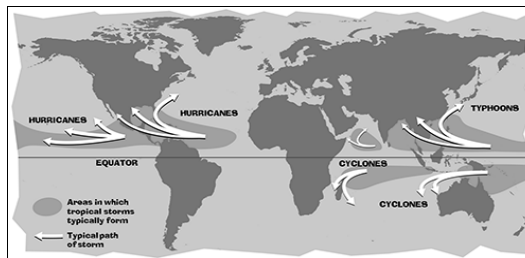 HURRICANES
HURRICANES
TYPHOONS
EQUATOR
CYCLONES
CYCLONES
Areas in which
tropical storms
typically form
Typical path
of storm